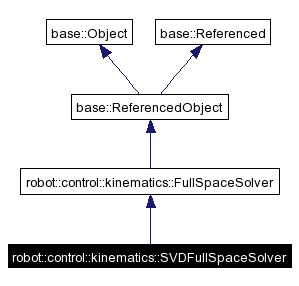 base::Object
base::Referenced
base::ReferencedObject
robot::control::kinematics::FullSpaceSolver
robot::control::kinematics::SVDFullSpaceSolver